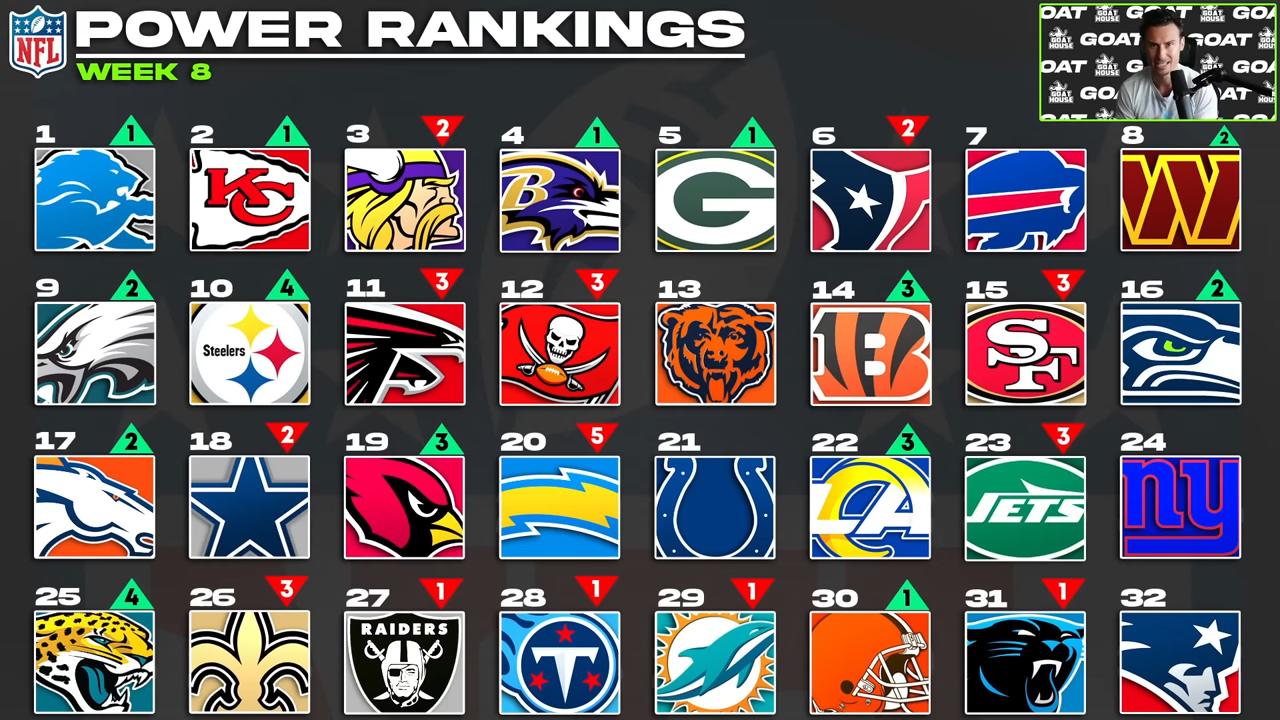 NFL
POWER RANKINGS
WEEK 8
GOAT HOUSE GOAT GOAT HOUSE GOAT
1 1 2 1 3 2 4 1 5 1 6 2 7 8 2
KC B G W
9 2 10 4 11 3 12 3 13 14 3 15 3 16 2
Steelers B SF
17 2 18 2 19 3 20 5 21 22 3 23 3 24
LA JETS ny
25 4 26 3 27 1 28 1 29 1 30 1 31 1 32
RAIDERS T